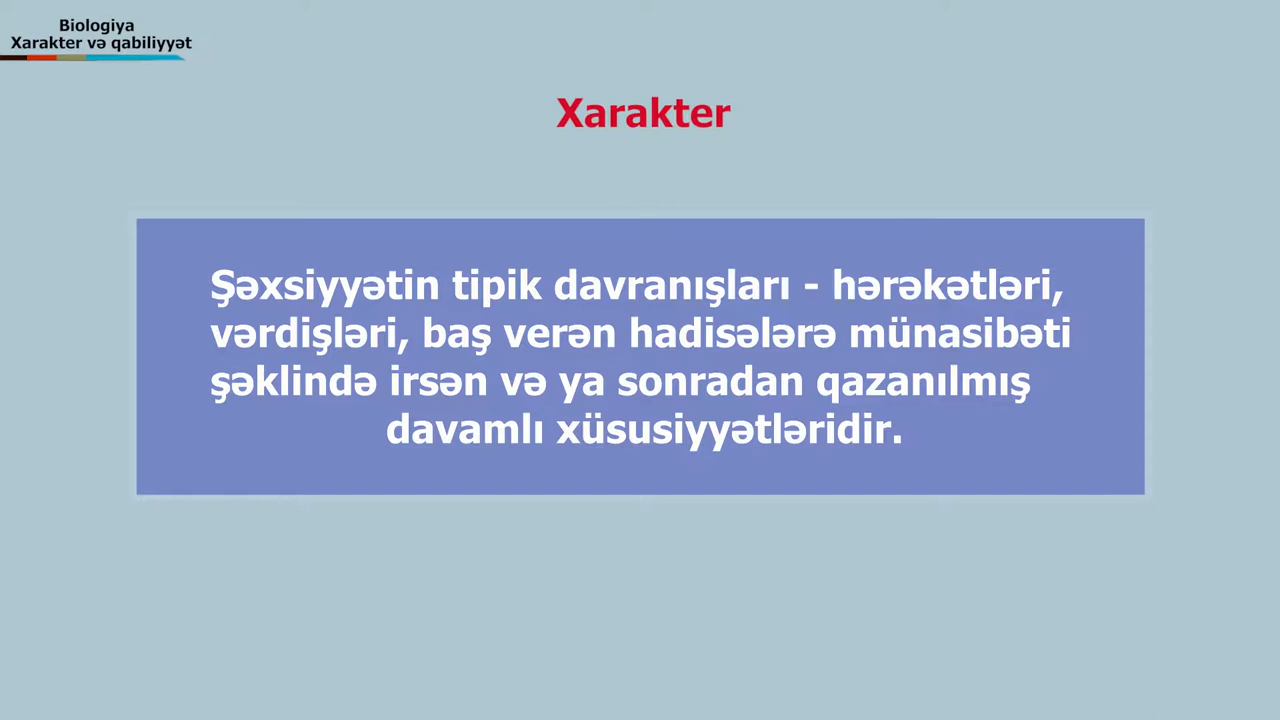 Biologiya
Xarakter və qabiliyyət
Xarakter
Şəxsiyyətin tipik davranışları - hərəkətləri,
vərdişləri, baş verən hadisələrə münasibəti
şəklində irsən və ya sonradan qazanılmış
davamlı xüsusiyyətləridir.